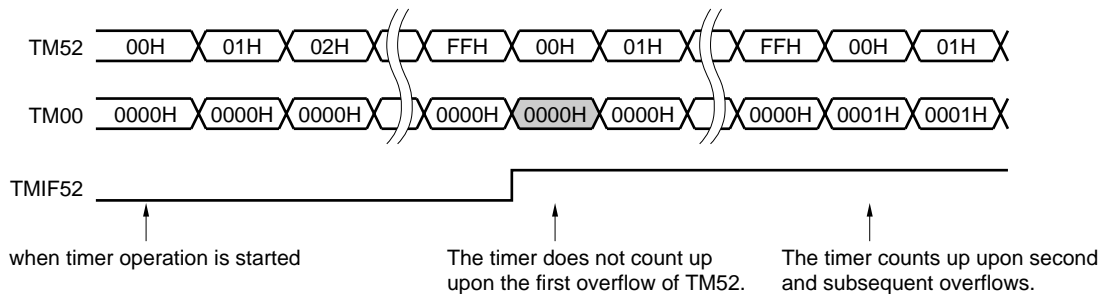 TM52 00H 01H 02H FFH 00H 01H FFH 00H 01H
TM00 0000H 0000H 0000H 0000H 0000H 0000H 0000H 0001H 0001H
TMIF52
when timer operation is started
The timer does not count up
upon the first overflow of TM52.
The timer counts up upon second
and subsequent overflows.